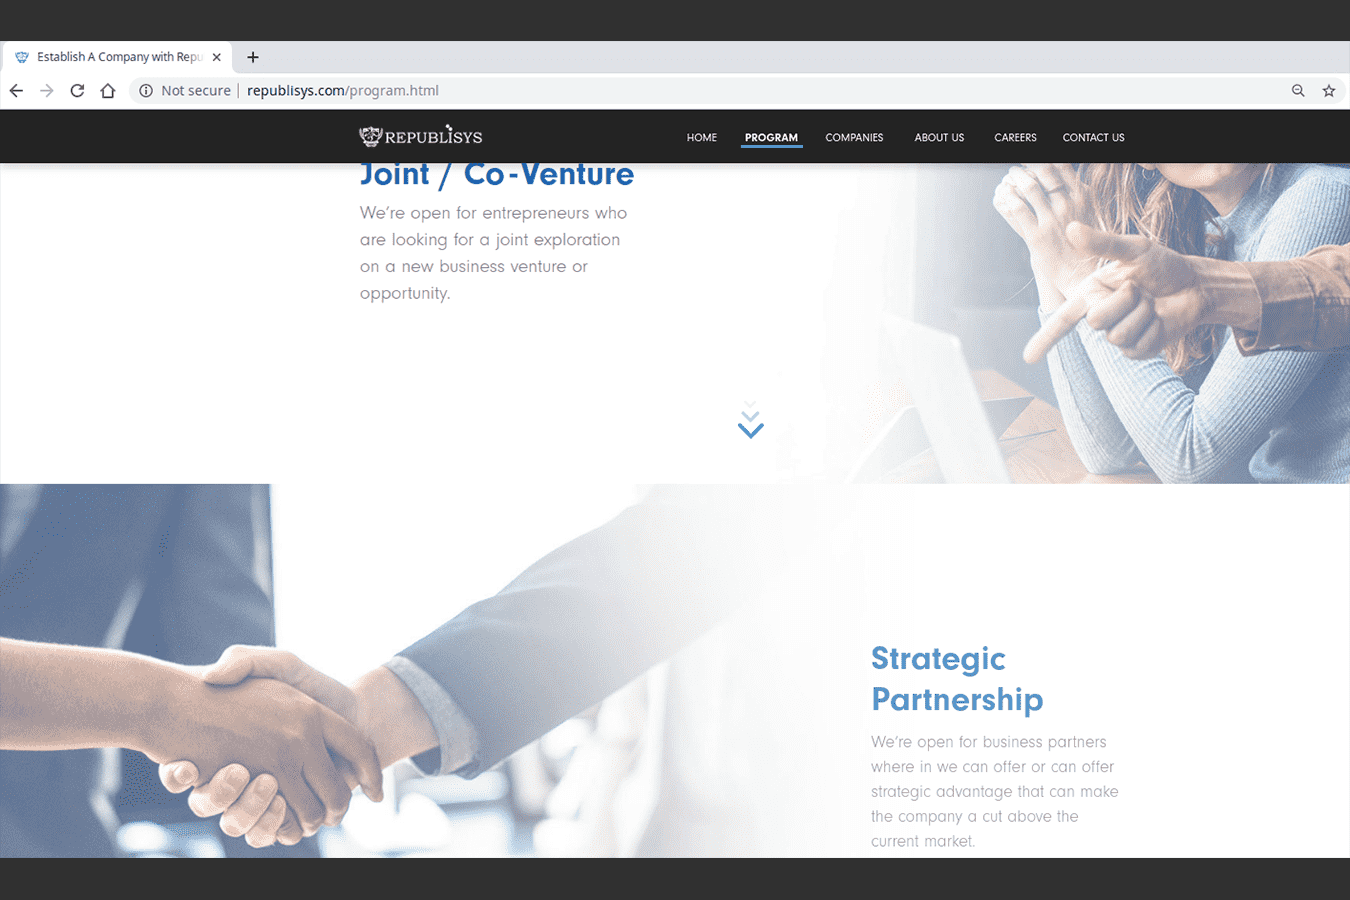 Establish A Company with Repu
Not secure | republisys.com/program.html
REPUBLISYS
HOME PROGRAM COMPANIES ABOUT US CAREERS CONTACT US
Joint / Co-Venture
We're open for entrepreneurs who
are looking for a joint exploration
on a new business venture or
opportunity.
Strategic
Partnership
We're open for business partners
where in we can offer or can offer
strategic advantage that can make
the company a cut above the
current market.